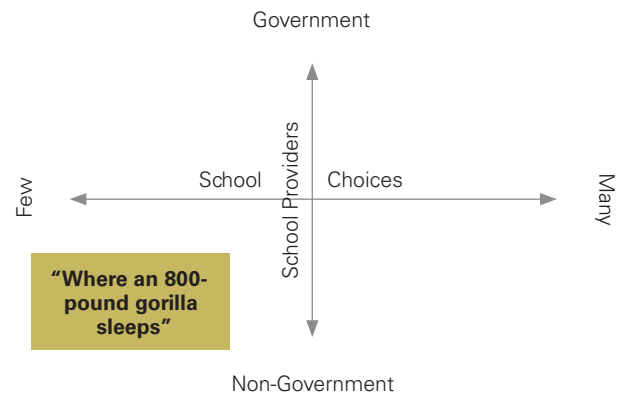 Government
School Providers
School Choices
Few
Many
“Where an 800-
pound gorilla
sleeps”
Non-Government